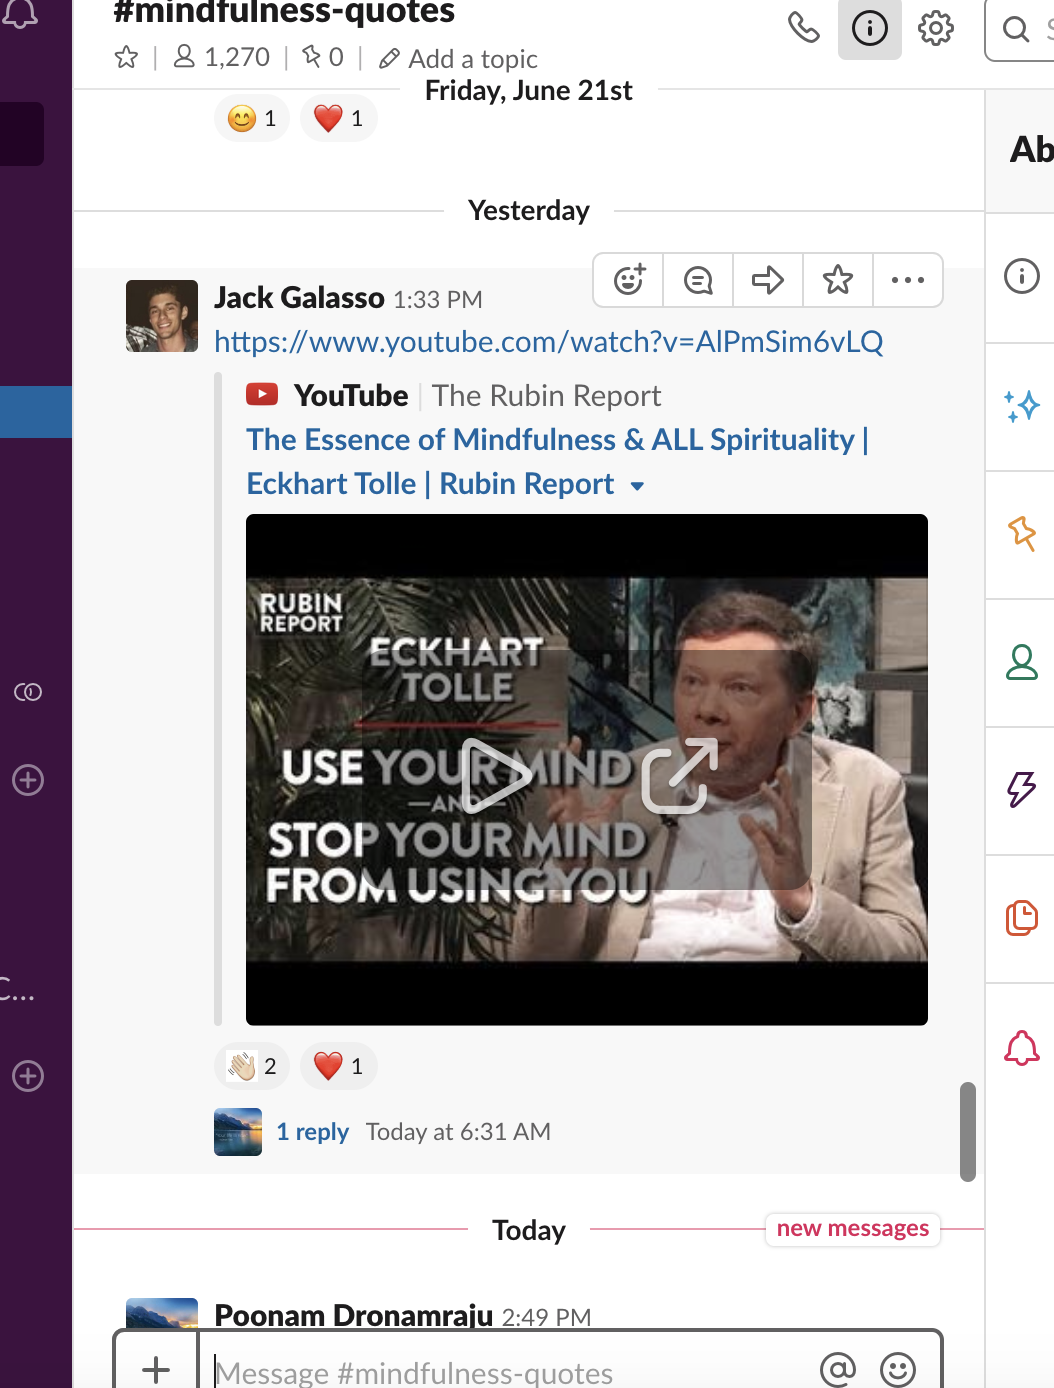 #mindfulness-quotes
1,270
0
Add a topic
Friday, June 21st
1
1
Ab
Yesterday
Jack Galasso 1:33 PM
https://www.youtube.com/watch?v=AlPmSim6vLQ
YouTube The Rubin Report
The Essence of Mindfulness & ALL Spirituality |
Eckhart Tolle | Rubin Report
RUBIN
REPORT
ECKHART
TOLLE
USE YOUR MIND
—AND—
STOP YOUR MIND
FROM USING YOU
2
1
C...
1 reply Today at 6:31 AM
Today
new messages
Poonam Dronamraju 2:49 PM
Message #mindfulness-quotes